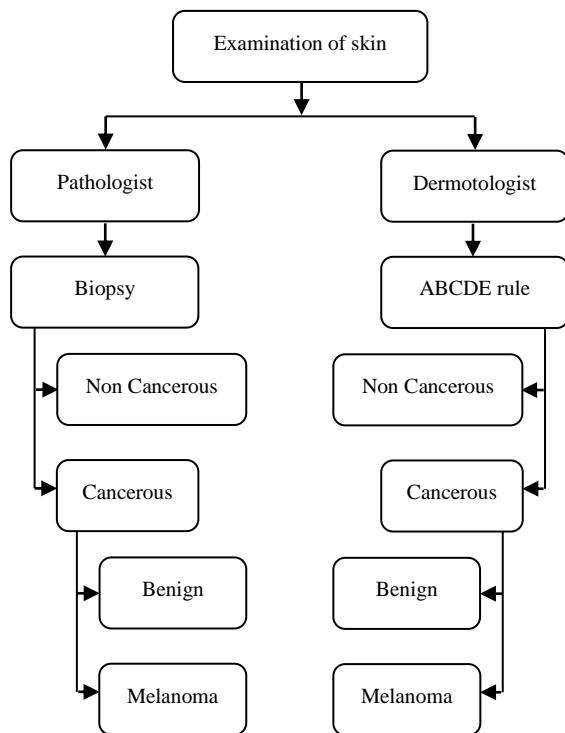 Examination of skin
Pathologist
Dermotologist
Biopsy
ABCDE rule
Non Cancerous
Non Cancerous
Cancerous
Cancerous
Benign
Benign
Melanoma
Melanoma